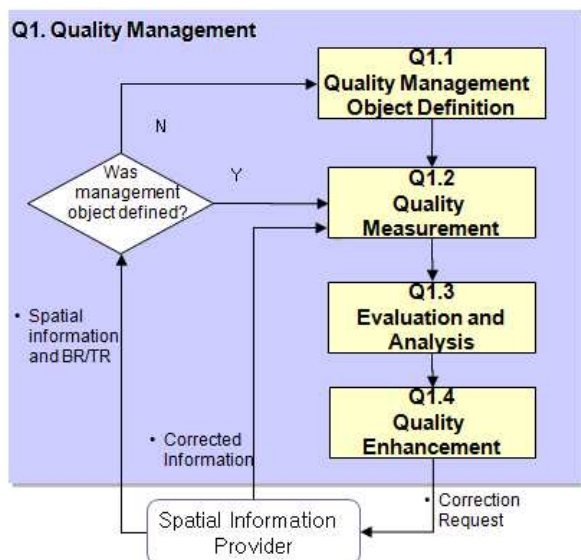 Q1. Quality Management
Q1.1
Quality Management
Object Definition
N
Was
management
object defined?
Y
Q1.2
Quality
Measurement
• Spatial
information
and BR/TR
Q1.3
Evaluation and
Analysis
Q1.4
Quality
Enhancement
• Corrected
Information
• Correction
Request
Spatial Information
Provider